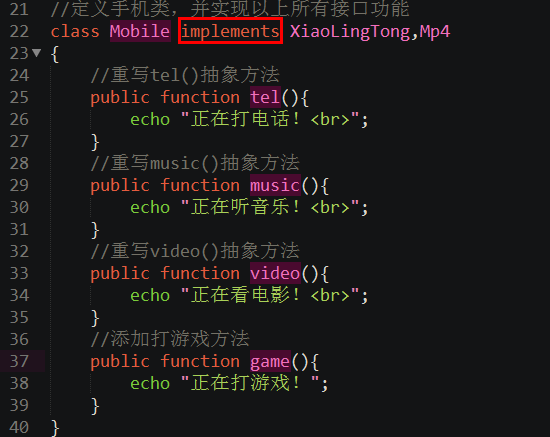 21 //定义手机类，并实现以上所有接口功能
22 class Mobile implements XiaoLingTong,Mp4
23 {
24 //重写tel()抽象方法
25 public function tel(){
26 echo "正在打电话！<br>";
27 }
28 //重写music()抽象方法
29 public function music(){
30 echo "正在听音乐！<br>";
31 }
32 //重写video()抽象方法
33 public function video(){
34 echo "正在看电影！<br>";
35 }
36 //添加打游戏方法
37 public function game(){
38 echo "正在打游戏！";
39 }
40 }